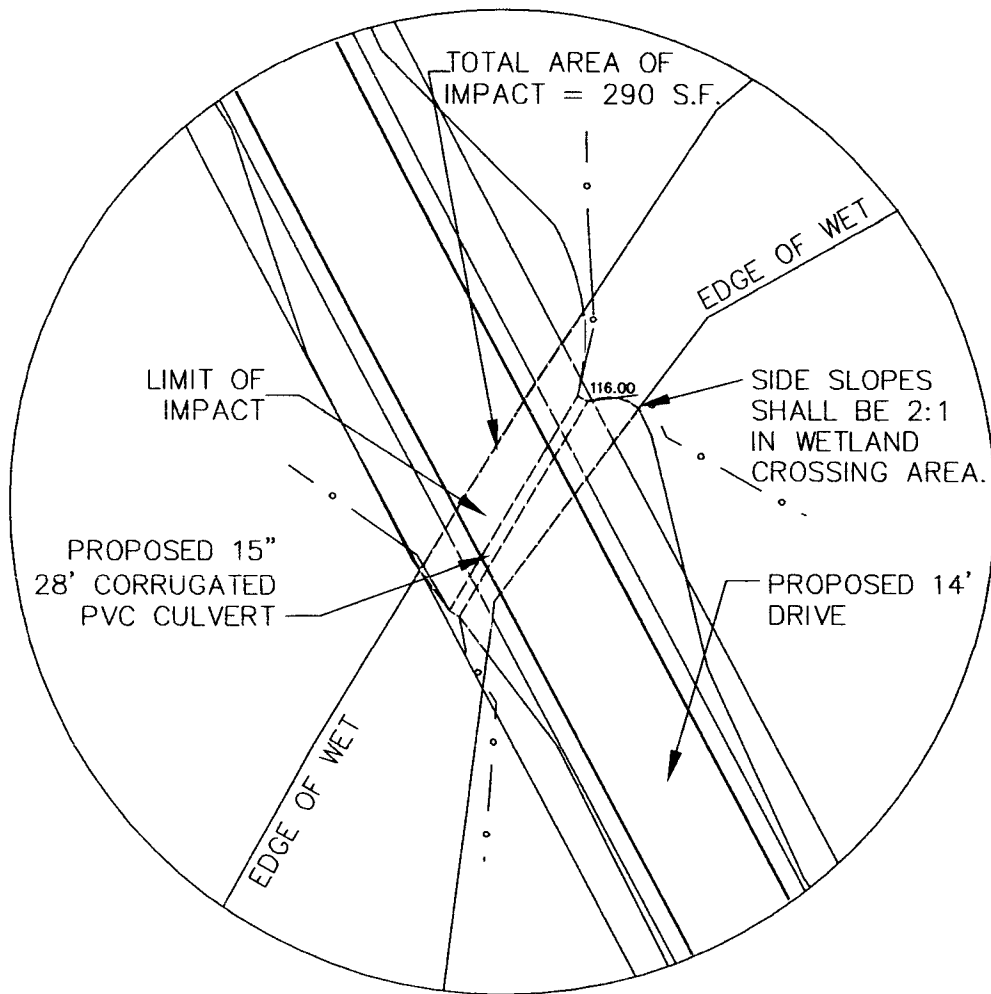 TOTAL AREA OF
IMPACT = 290 S.F.
EDGE OF WET
LIMIT OF
IMPACT
116.00
SIDE SLOPES
SHALL BE 2:1
IN WETLAND
CROSSING AREA.
PROPOSED 15"
28' CORRUGATED
PVC CULVERT
PROPOSED 14'
DRIVE
EDGE OF WET